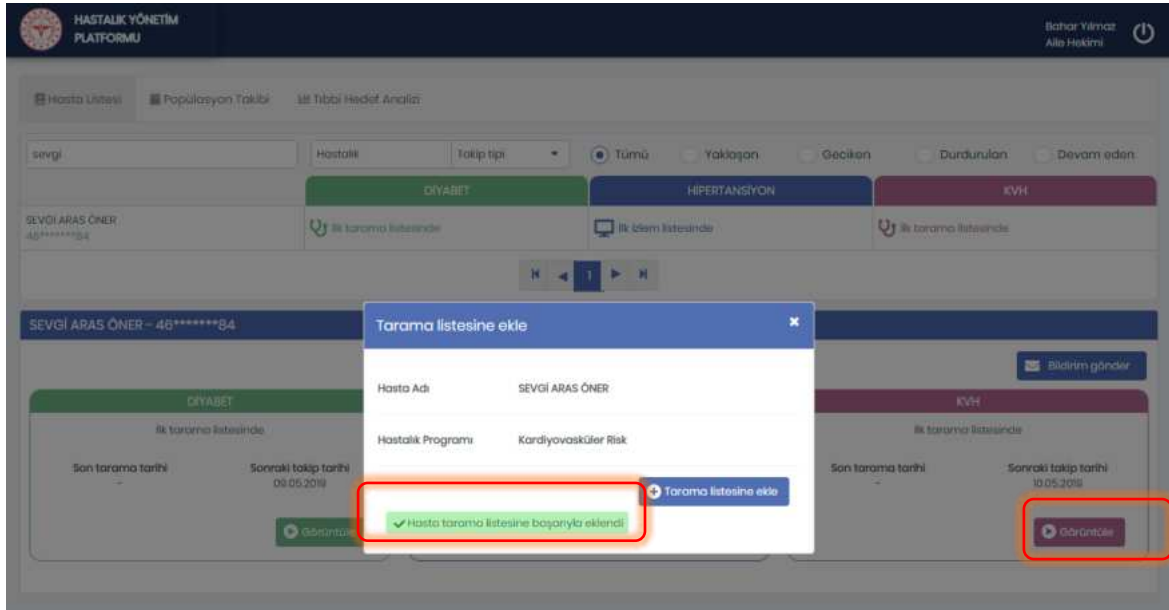 HASTALIK YÖNETİM
PLATFORMU
Bahar Yılmaz
Aile Hekimi
Hasta Listesi Popülasyon Takibi Tıbbi Hedef Analizi
sevgi Hastalık Takip tipi Tümü Yaklaşan Geciken Durdurulan Devam eden
DİYABET HİPERTANSİYON KVH
SEVGİ ARAS ÖNER İlk tarama listesinde İlk izlem listesinde İlk tarama listesinde
46*******84
1
SEVGİ ARAS ÖNER - 46*******84
Tarama listesine ekle
Hasta Adı SEVGİ ARAS ÖNER
Hastalık Programı Kardiyovasküler Risk
Tarama listesine ekle
Hasta tarama listesine başarıyla eklendi
Bildirim gönder
DİYABET
İlk tarama listesinde
Son tarama tarihi Sonraki takip tarihi
- 09.05.2019
Görüntüle
KVH
İlk tarama listesinde
Son tarama tarihi Sonraki takip tarihi
- 10.05.2019
Görüntüle